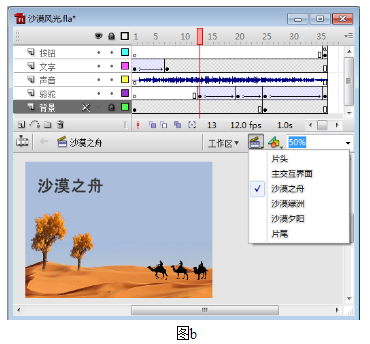 沙漠风光.fla*
1 5 10 15 20 25 30 35
按钮
文字
声音
骆驼
背景
13 12.0 fps 1.0s
沙漠之舟 工作区 50%
片头
主交互界面
沙漠之舟
沙漠绿洲
沙漠夕阳
片尾
沙漠之舟
图b